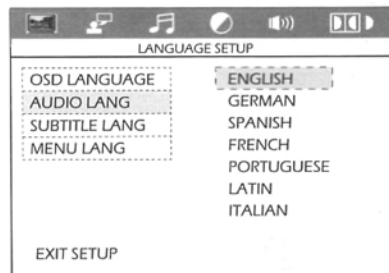 LANGUAGE SETUP
OSD LANGUAGE
AUDIO LANG
SUBTITLE LANG
MENU LANG
ENGLISH
GERMAN
SPANISH
FRENCH
PORTUGUESE
LATIN
ITALIAN
EXIT SETUP